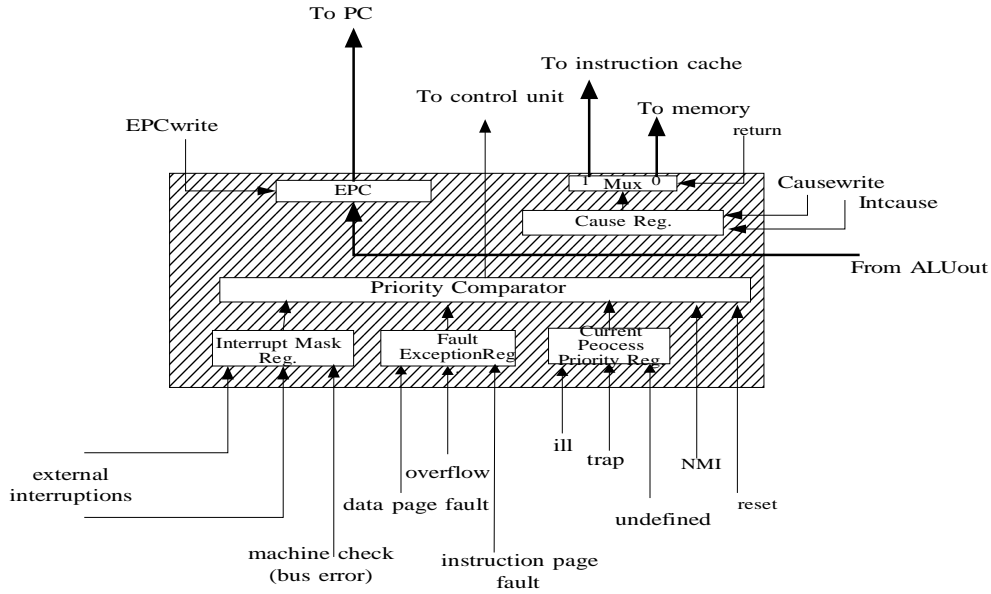 To PC
To instruction cache
To control unit
To memory
EPCwrite
return
1 Mux 0
EPC
Causewrite
Cause Reg.
Intcause
From ALUout
Priority Comparator
Interrupt Mask
Reg.
Fault
ExceptionReg
Current
Peocess
Priority Reg.
ill
trap
NMI
external
interruptions
overflow
data page fault
reset
undefined
machine check
(bus error)
instruction page
fault